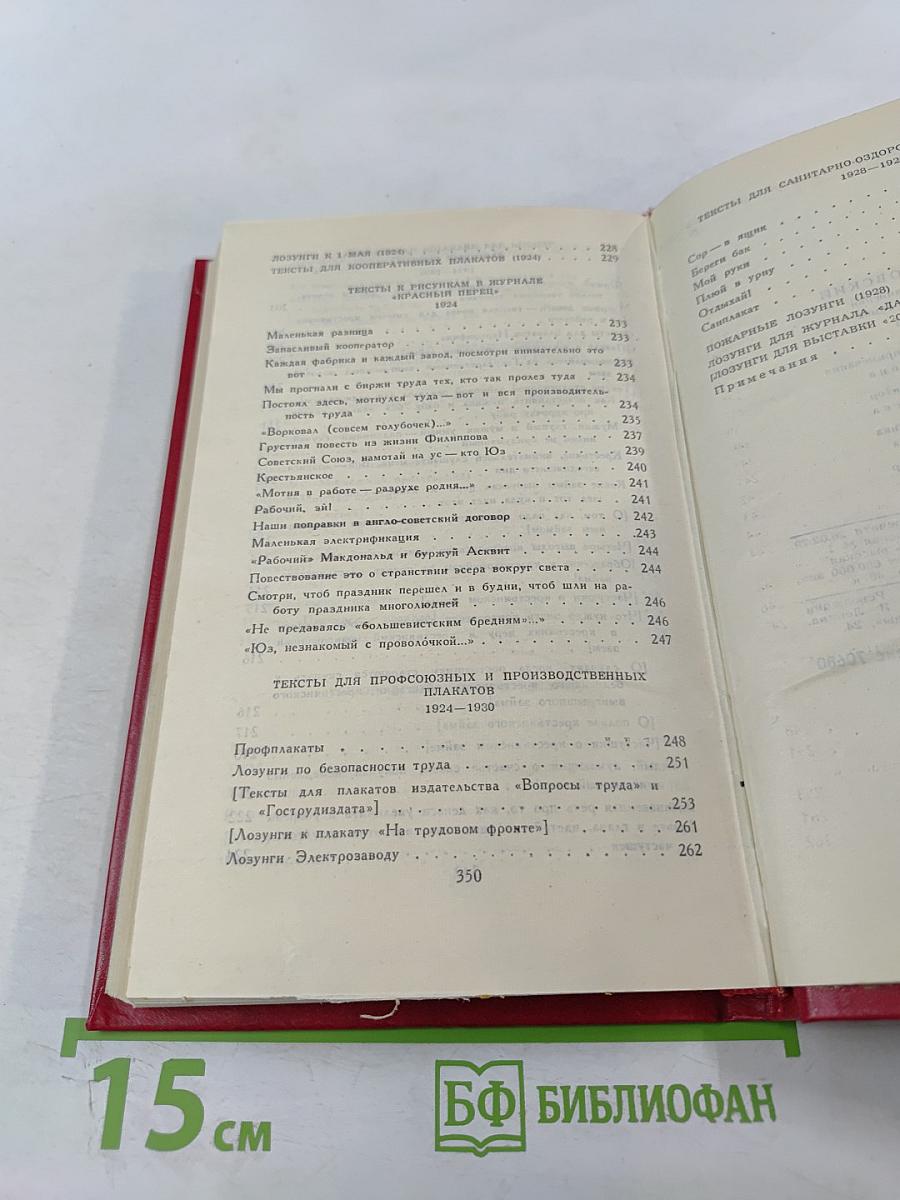 ЛОЗУНГИ К 1 МАЯ (1924) . . . . . . . . . . 228
ТЕКСТЫ ДЛЯ КООПЕРАТИВНЫХ ПЛАКАТОВ (1924) . . . . 229
ТЕКСТЫ К РИСУНКАМ В ЖУРНАЛЕ
«КРАСНЫЙ ПЕРЕЦ»
1924
Маленькая разница . . . . . . . . . . 233
Запасливый кооператор . . . . . . . . . . 233
Каждая фабрика и каждый завод, посмотри внимательно это
вот . . . . . . . . . . 233
Мы прогнали с биржи труда тех, кто так пролез туда . . 234
Постоял здесь, мотнулся туда — вот и вся производитель-
ность труда . . . . . . . . . . 234
«Ворковал (совсем голубочек)...» . . . . . . . 235
Грустная повесть из жизни Филиппова . . . . . . 237
Советский Союз, намотай на ус — кто Юз . . . . . 239
Крестьянское . . . . . . . . . . 240
«Мотня в работе — разрухе родня...» . . . . . . 241
Рабочий, эй! . . . . . . . . . . 241
Наши поправки в англо-советский договор . . . . . 242
Маленькая электрификация . . . . . . . . .243
«Рабочий» Макдональд и буржуй Асквит . . . . . 244
Повествование это о странствии эсера вокруг света . . . 244
Смотри, чтоб праздник перешел и в будни, чтоб шли на ра-
боту праздника многолюдней . . . . . . . . 246
«Не предаваясь «большевистским бредням»...» . . . . 246
«Юз, незнакомый с проволо́чкой...» . . . . . . . 247
ТЕКСТЫ ДЛЯ ПРОФСОЮЗНЫХ И ПРОИЗВОДСТВЕННЫХ
ПЛАКАТОВ
1924—1930
Профплакаты . . . . . . . . . . 248
Лозунги по безопасности труда . . . . . . . . 251
[Тексты для плакатов издательства «Вопросы труда» и
«Гострудиздата»] . . . . . . . . . .253
[Лозунги к плакату «На трудовом фронте»] . . . . . 261
Лозунги Электрозаводу . . . . . . . . . . 262
350
ТЕКСТЫ ДЛЯ САНИТАРНО-ОЗДОРО
1928—192
Сор — в ящик . . . . .
Береги бак . . . . .
Мой руки . . . . .
Плюй в урну . . . . .
Отдыхай! . . . . .
Санплакат . . . . .
ПОЖАРНЫЕ ЛОЗУНГИ (1928)
ЛОЗУНГИ ДЛЯ ЖУРНАЛА «ДА
[ЛОЗУНГИ ДЛЯ ВЫСТАВКИ «20
Примечания . . . .
15 см
БФ БИБЛИОФАН